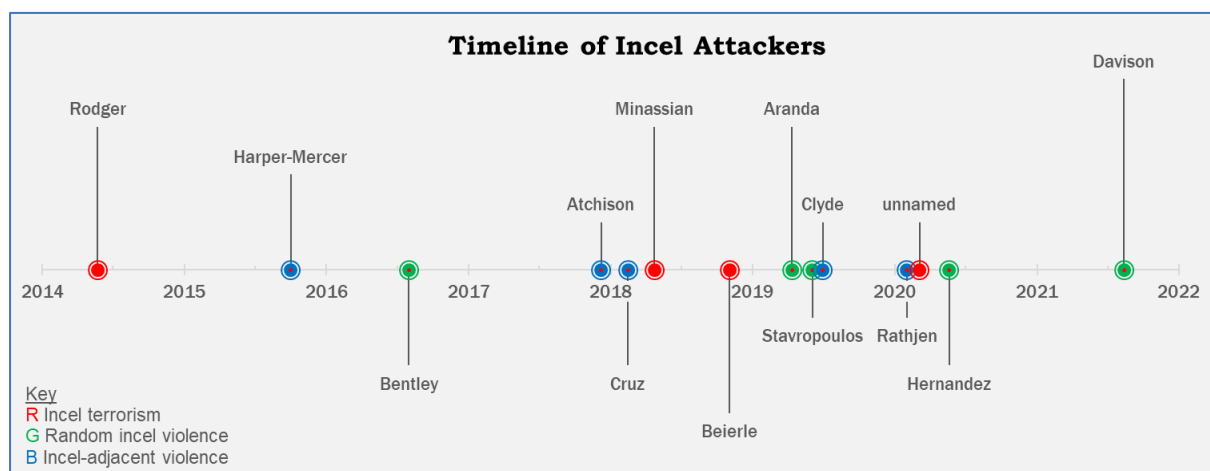 Timeline of Incel Attackers
Davison
Rodger
Minassian
Aranda
Harper-Mercer
Atchison
Clyde
unnamed
2014 2015 2016 2017 2018 2019 2020 2021 2022
Stavropoulos
Rathjen
Bentley
Cruz
Hernandez
Beierle
Key
R Incel terrorism
G Random incel violence
B Incel-adjacent violence